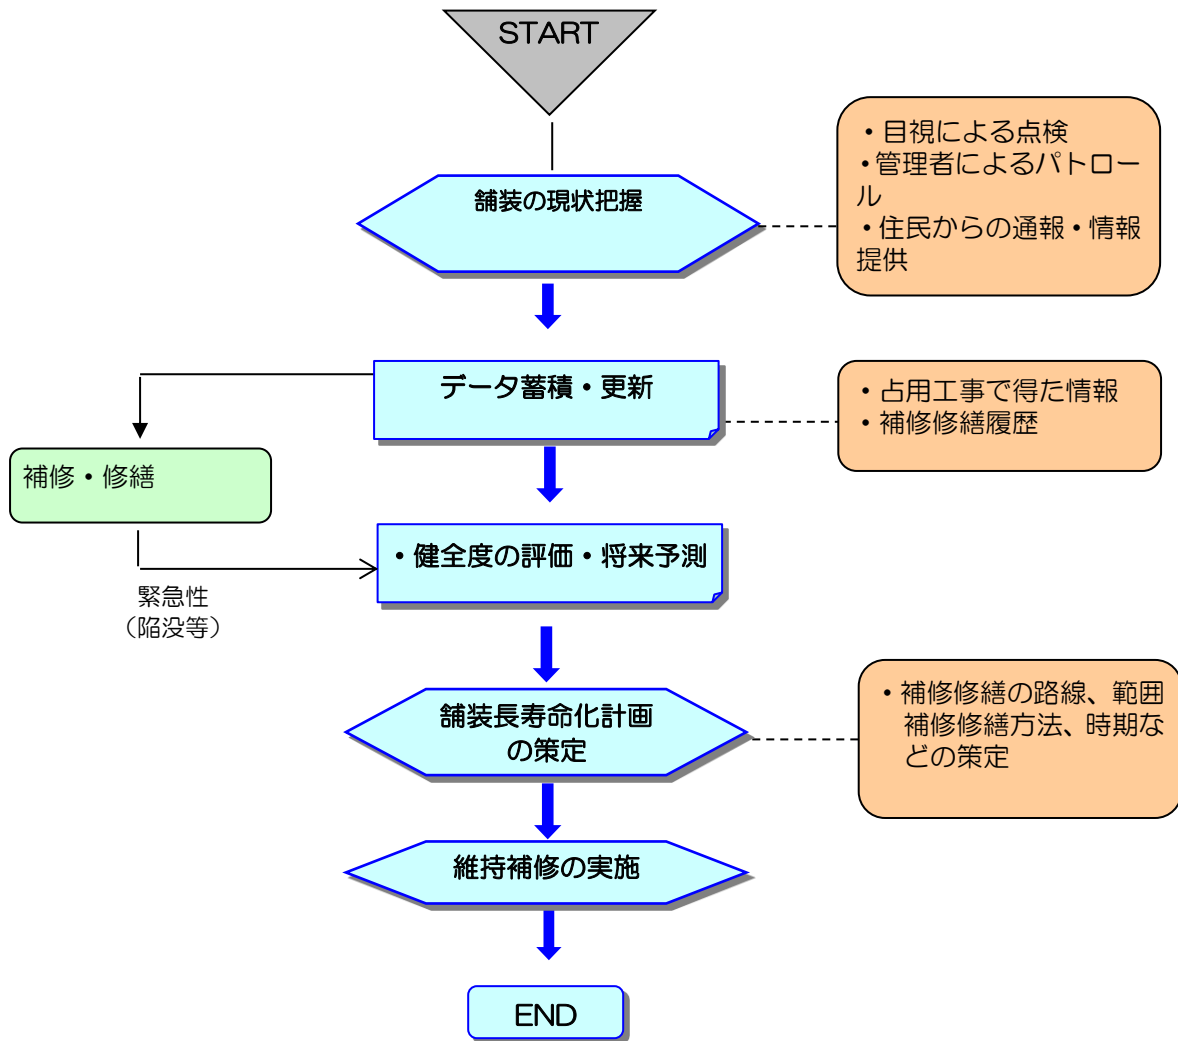 START
舗装の現状把握
・目視による点検
・管理者によるパトロー
ル
・住民からの通報・情報
提供
データ蓄積・更新
・占用工事で得た情報
・補修修繕履歴
補修・修繕
・健全度の評価・将来予測
緊急性
（陥没等）
舗装長寿命化計画
の策定
・補修修繕の路線、範囲
補修修繕方法、時期な
どの策定
維持補修の実施
END